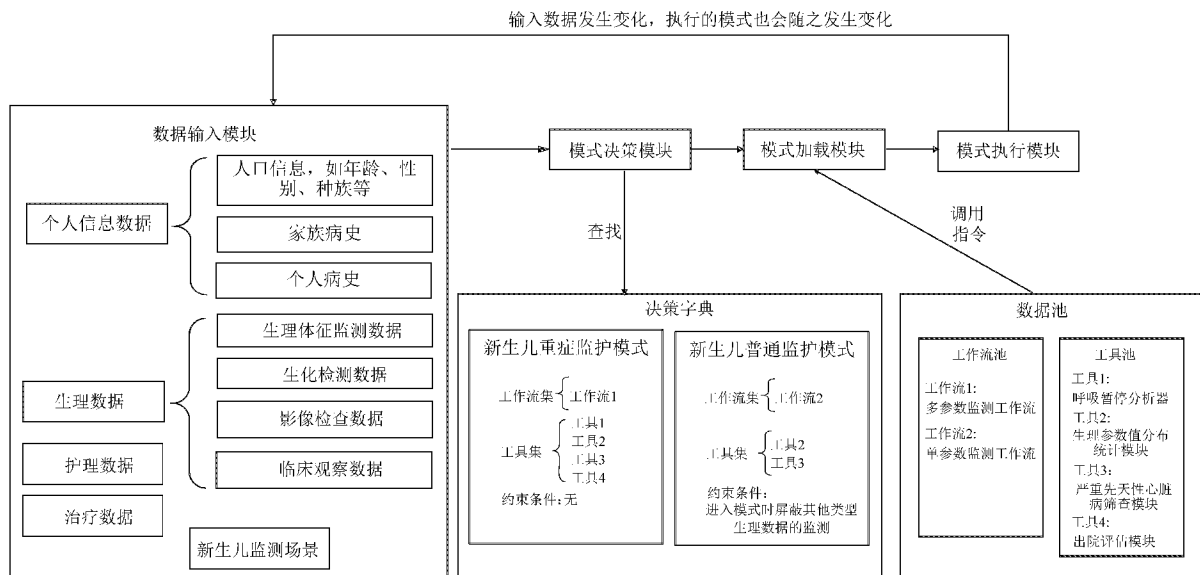 输入数据发生变化，执行的模式也会随之发生变化
数据输入模块
个人信息数据
人口信息，如年龄、性
别、种族等
家族病史
个人病史
生理数据
生理体征监测数据
生化检测数据
影像检查数据
临床观察数据
护理数据
治疗数据
新生儿监测场景
模式决策模块
模式加载模块
模式执行模块
查找
调用
指令
决策字典
新生儿重症监护模式
工作流集
工作流1
工具集
工具1
工具2
工具3
工具4
约束条件:无
新生儿普通监护模式
工作流集
工作流2
工具集
工具2
工具3
约束条件:
进入模式时屏蔽其他类型
生理数据的监测
数据池
工作流池
工作流1:
多参数监测工作流
工作流2:
单参数监测工作流
工具池
工具1:
呼吸暂停分析器
工具2:
生理参数值分布
统计模块
工具3:
严重先天性心脏
病筛查模块
工具4:
出院评估模块